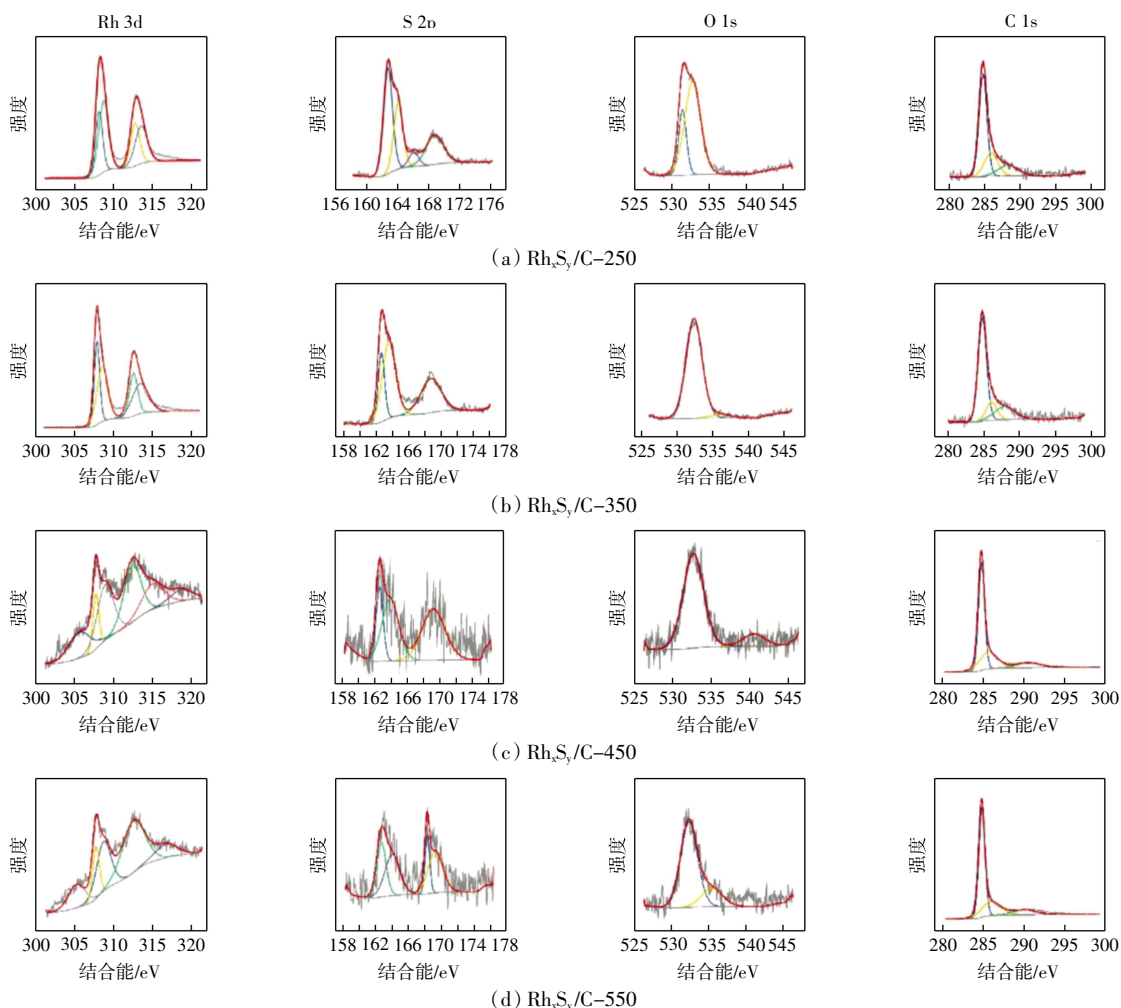 Rh 3d S 2p O 1s C 1s
强度 强度 强度 强度
300 305 310 315 320 156 160 164 168 172 176 525 530 535 540 545 280 285 290 295 300
结合能/eV 结合能/eV 结合能/eV 结合能/eV
(a) RhₓSᵧ/C-250
强度 强度 强度 强度
300 305 310 315 320 158 162 166 170 174 178 525 530 535 540 545 280 285 290 295 300
结合能/eV 结合能/eV 结合能/eV 结合能/eV
(b) RhₓSᵧ/C-350
强度 强度 强度 强度
300 305 310 315 320 158 162 166 170 174 178 525 530 535 540 545 280 285 290 295 300
结合能/eV 结合能/eV 结合能/eV 结合能/eV
(c) RhₓSᵧ/C-450
强度 强度 强度 强度
300 305 310 315 320 158 162 166 170 174 178 525 530 535 540 545 280 285 290 295 300
结合能/eV 结合能/eV 结合能/eV 结合能/eV
(d) RhₓSᵧ/C-550